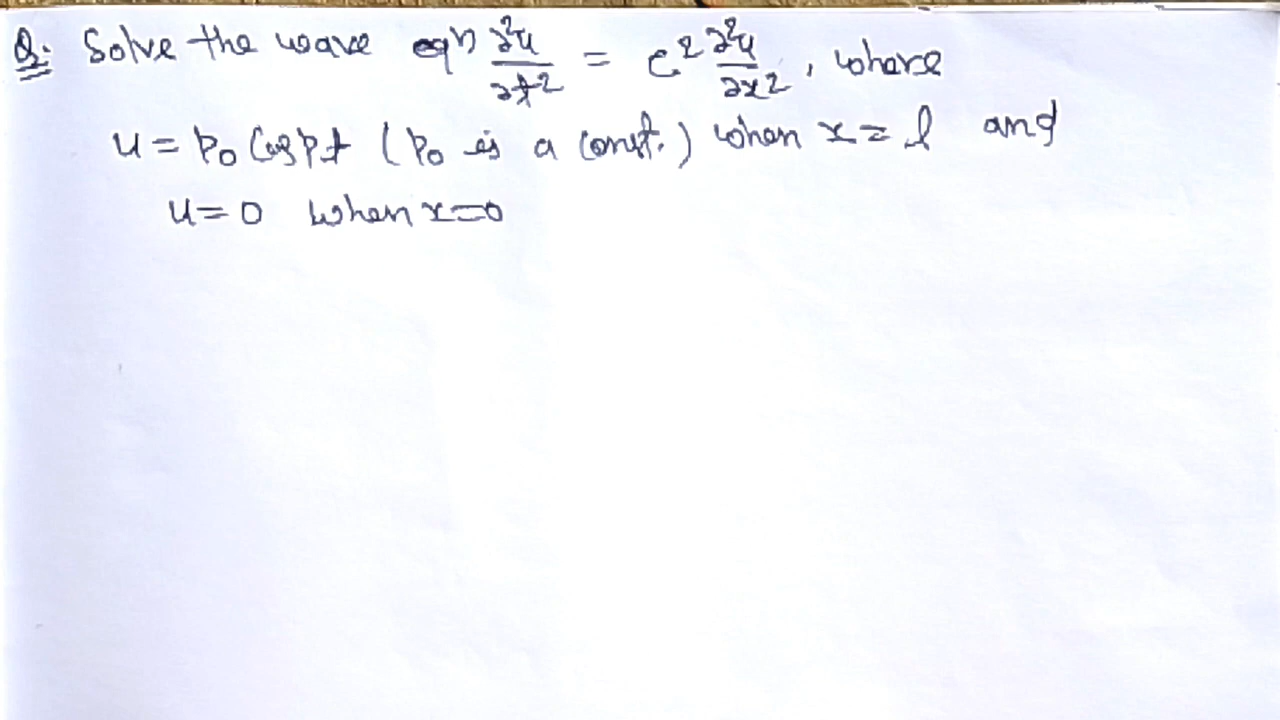 Q. Solve the wave eqn ∂²u/∂t² = c² ∂²u/∂x², where
u = p₀ Cos pt (p₀ is a const.) when x = l and
u = 0 when x = 0